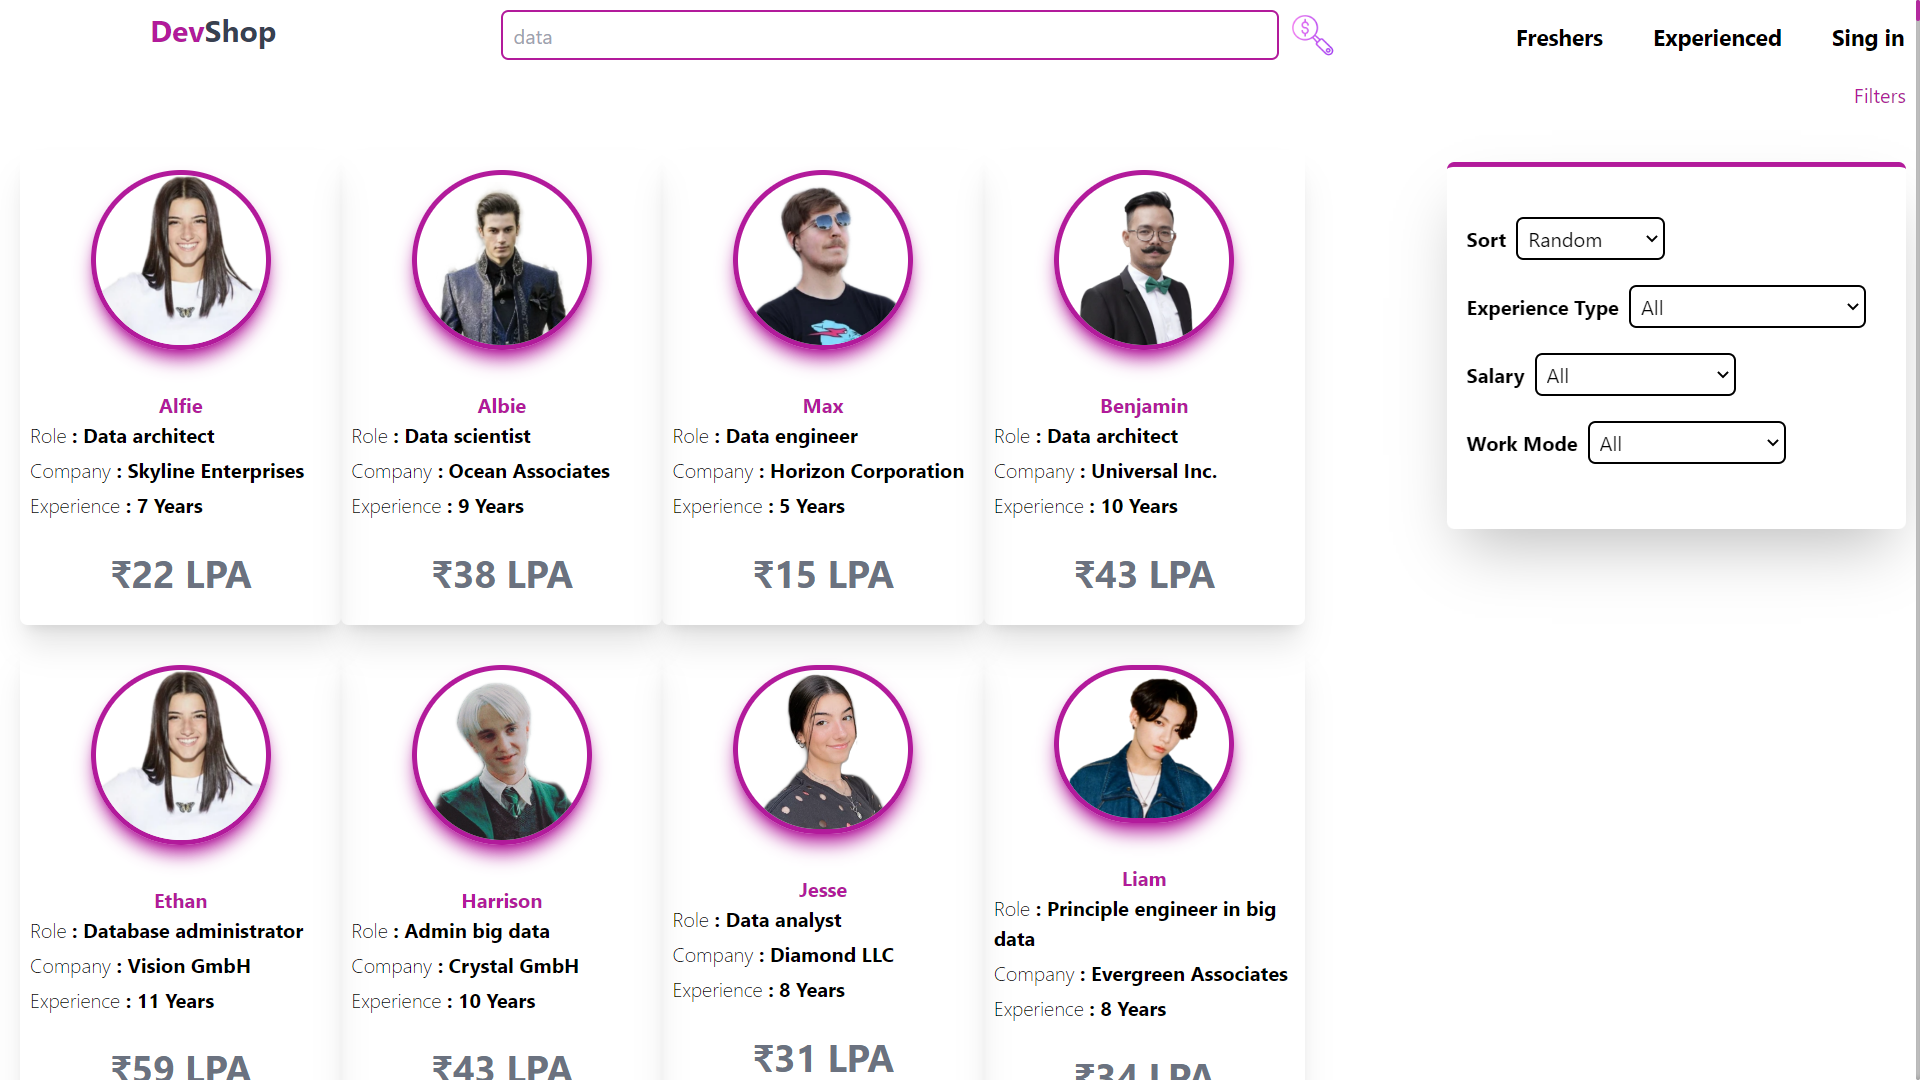 DevShop
data
Freshers
Experienced
Sing in
Filters
Alfie
Role : Data architect
Company : Skyline Enterprises
Experience : 7 Years
₹22 LPA
Albie
Role : Data scientist
Company : Ocean Associates
Experience : 9 Years
₹38 LPA
Max
Role : Data engineer
Company : Horizon Corporation
Experience : 5 Years
₹15 LPA
Benjamin
Role : Data architect
Company : Universal Inc.
Experience : 10 Years
₹43 LPA
Sort Random
Experience Type All
Salary All
Work Mode All
Ethan
Role : Database administrator
Company : Vision GmbH
Experience : 11 Years
₹59 LPA
Harrison
Role : Admin big data
Company : Crystal GmbH
Experience : 10 Years
₹43 LPA
Jesse
Role : Data analyst
Company : Diamond LLC
Experience : 8 Years
₹31 LPA
Liam
Role : Principle engineer in big
data
Company : Evergreen Associates
Experience : 8 Years
₹34 LPA